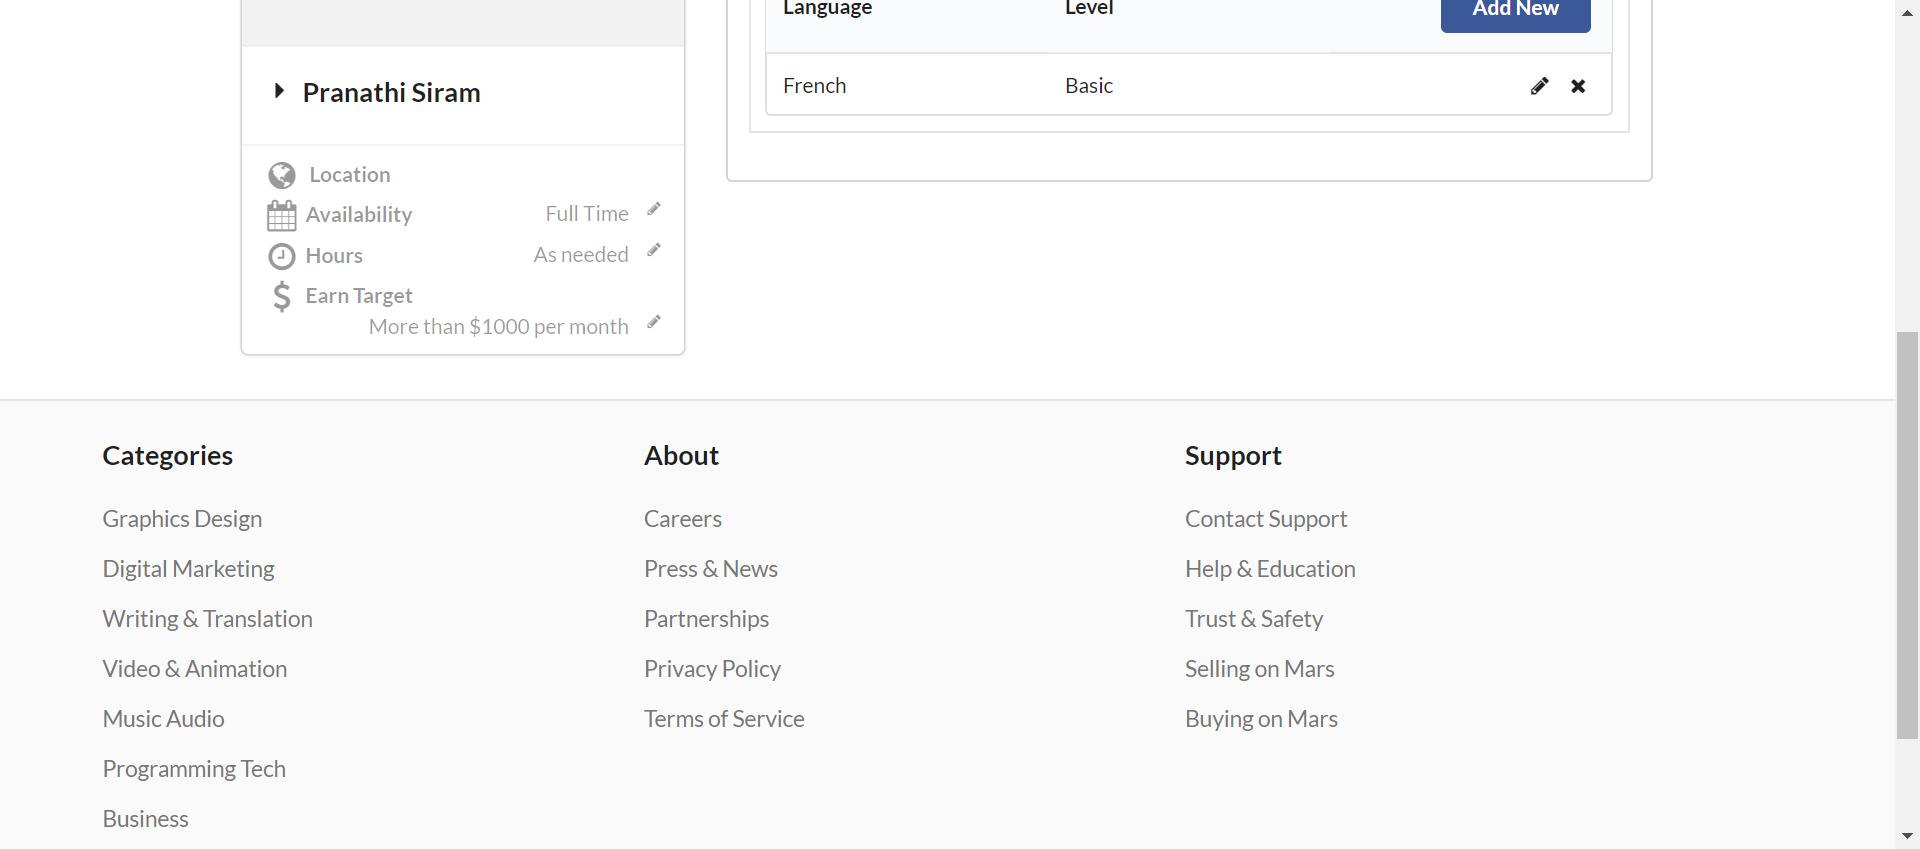 Language Level Add New
French Basic
Pranathi Siram
Location
Availability Full Time
Hours As needed
Earn Target
More than $1000 per month
Categories
Graphics Design
Digital Marketing
Writing & Translation
Video & Animation
Music Audio
Programming Tech
Business
About
Careers
Press & News
Partnerships
Privacy Policy
Terms of Service
Support
Contact Support
Help & Education
Trust & Safety
Selling on Mars
Buying on Mars